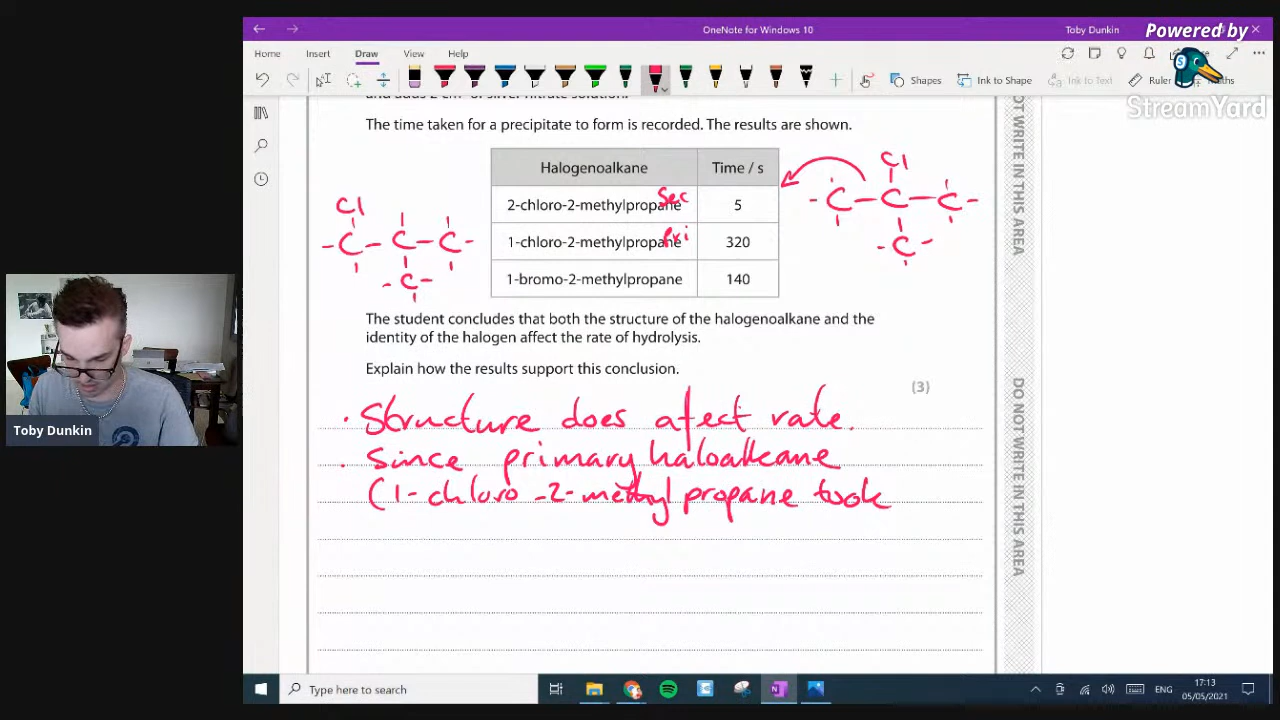 OneNote for Windows 10
Toby Dunkin
Powered by
StreamYard
Home Insert Draw View Help
Shapes Ink to Shape Ink to Text Ruler Maths
The time taken for a precipitate to form is recorded. The results are shown.
Halogenoalkane Time / s
2-chloro-2-methylpropane 5
Sec
1-chloro-2-methylpropane 320
Pri
1-bromo-2-methylpropane 140
Cl
-C-C-C-
-C-
Cl
-C-C-C-
-C-
The student concludes that both the structure of the halogenoalkane and the
identity of the halogen affect the rate of hydrolysis.
Explain how the results support this conclusion.
(3)
· Structure does afect rate.
· Since primary haloalkane
(1-chloro-2-methyl propane took
DO NOT WRITE IN THIS AREA
NOT WRITE IN THIS AREA
Toby Dunkin
Type here to search
ENG
17:13
05/05/2021